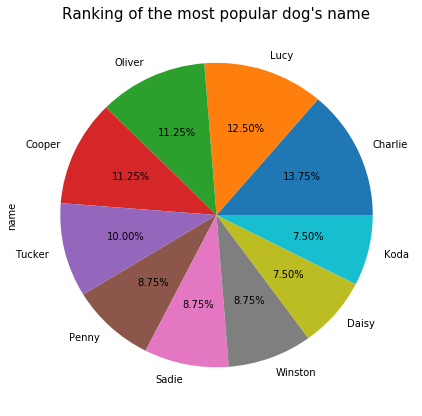 Ranking of the most popular dog's name
Lucy
Oliver
12.50%
11.25%
Charlie
Cooper
11.25%
13.75%
name
10.00%
7.50%
Tucker
Koda
8.75%
7.50%
8.75%
8.75%
Daisy
Penny
Winston
Sadie